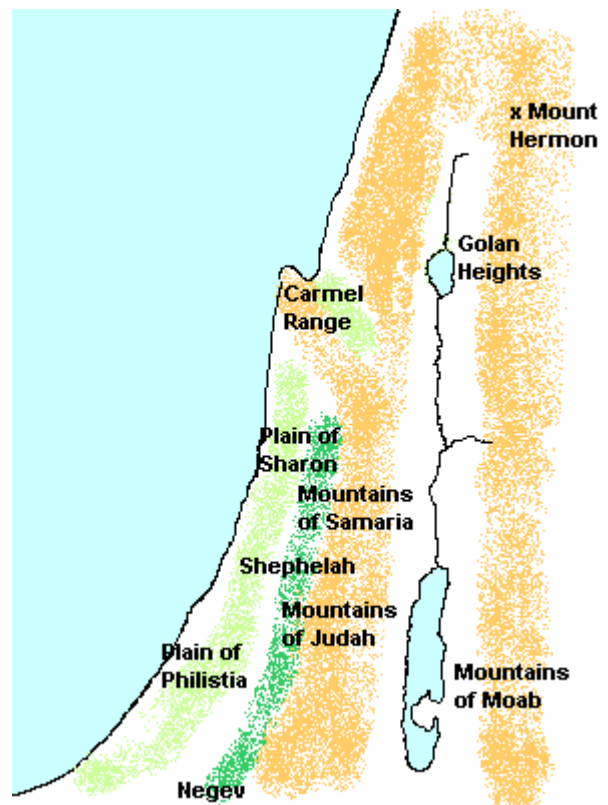 x Mount
Hermon
Golan
Heights
Carmel
Range
Plain of
Sharon
Mountains
of Samaria
Shephelah
Mountains
of Judah
Plain of
Philistia
Mountains
of Moab
Negev